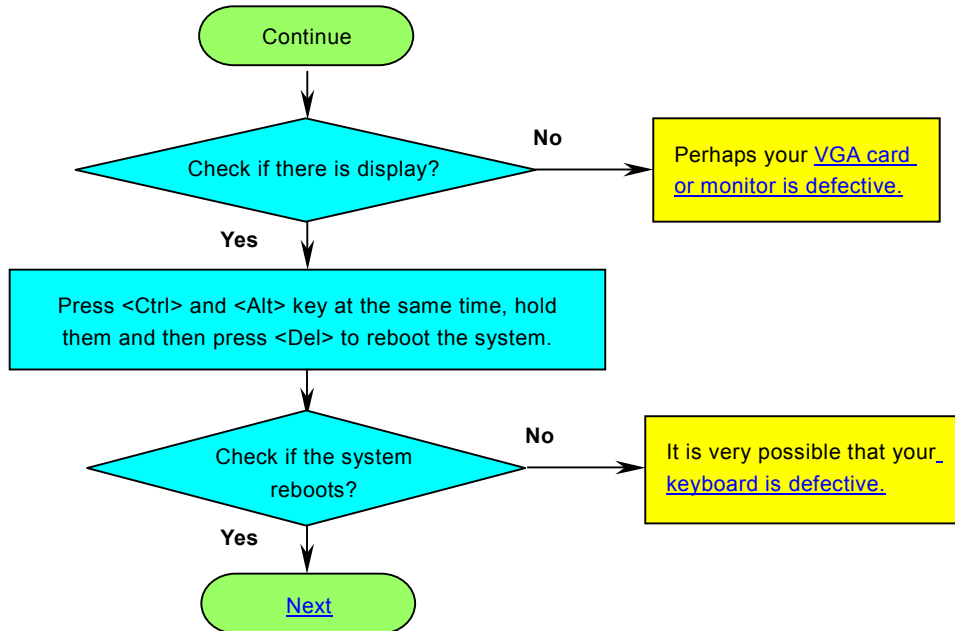 Continue
Check if there is display?
No
Perhaps your VGA card
or monitor is defective.
Yes
Press <Ctrl> and <Alt> key at the same time, hold
them and then press <Del> to reboot the system.
Check if the system
reboots?
No
It is very possible that your
keyboard is defective.
Yes
Next